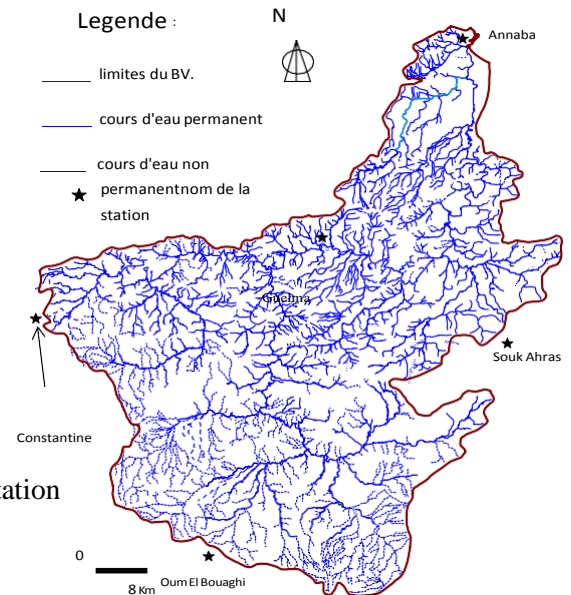 Legende :
N
limites du BV.
cours d'eau permanent
cours d'eau non
permanentnom de la
station
Annaba
Guelma
Souk Ahras
Constantine
tation
0
8 Km
Oum El Bouaghi